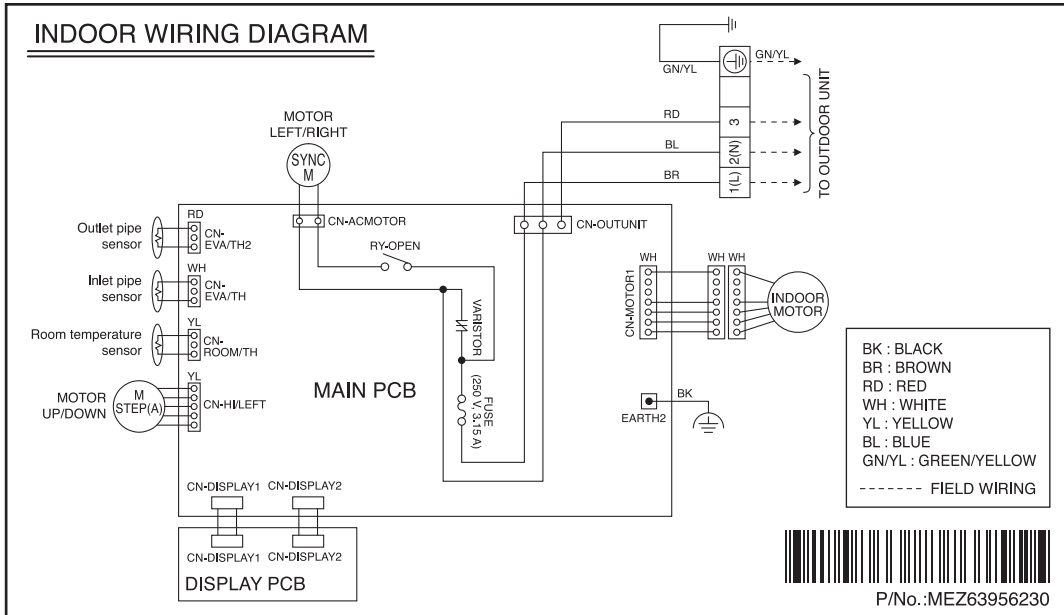 INDOOR WIRING DIAGRAM
GN/YL
GN/YL
MOTOR
LEFT/RIGHT
SYNC
M
RD
3
BL
2(N)
BR
1(L)
TO OUTDOOR UNIT
RD
Outlet pipe
sensor
CN-
EVA/TH2
CN-ACMOTOR
CN-OUTUNIT
RY-OPEN
WH
Inlet pipe
sensor
CN-
EVA/TH
WH
WH WH
CN-MOTOR1
INDOOR
MOTOR
VARISTOR
YL
Room temperature
sensor
CN-
ROOM/TH
YL
MOTOR
UP/DOWN
M
STEP(A)
CN-HI/LEFT
MAIN PCB
FUSE
(250 V, 3.15 A)
BK
EARTH2
BK : BLACK
BR : BROWN
RD : RED
WH : WHITE
YL : YELLOW
BL : BLUE
GN/YL : GREEN/YELLOW
------- FIELD WIRING
CN-DISPLAY1 CN-DISPLAY2
CN-DISPLAY1 CN-DISPLAY2
DISPLAY PCB
P/No.:MEZ63956230